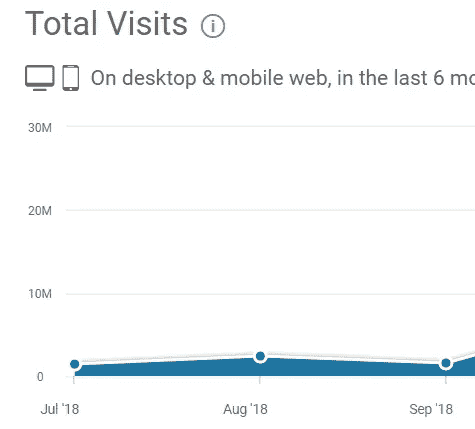 Total Visits
On desktop & mobile web, in the last 6 mo
30M
20M
10M
0
Jul '18 Aug '18 Sep '18